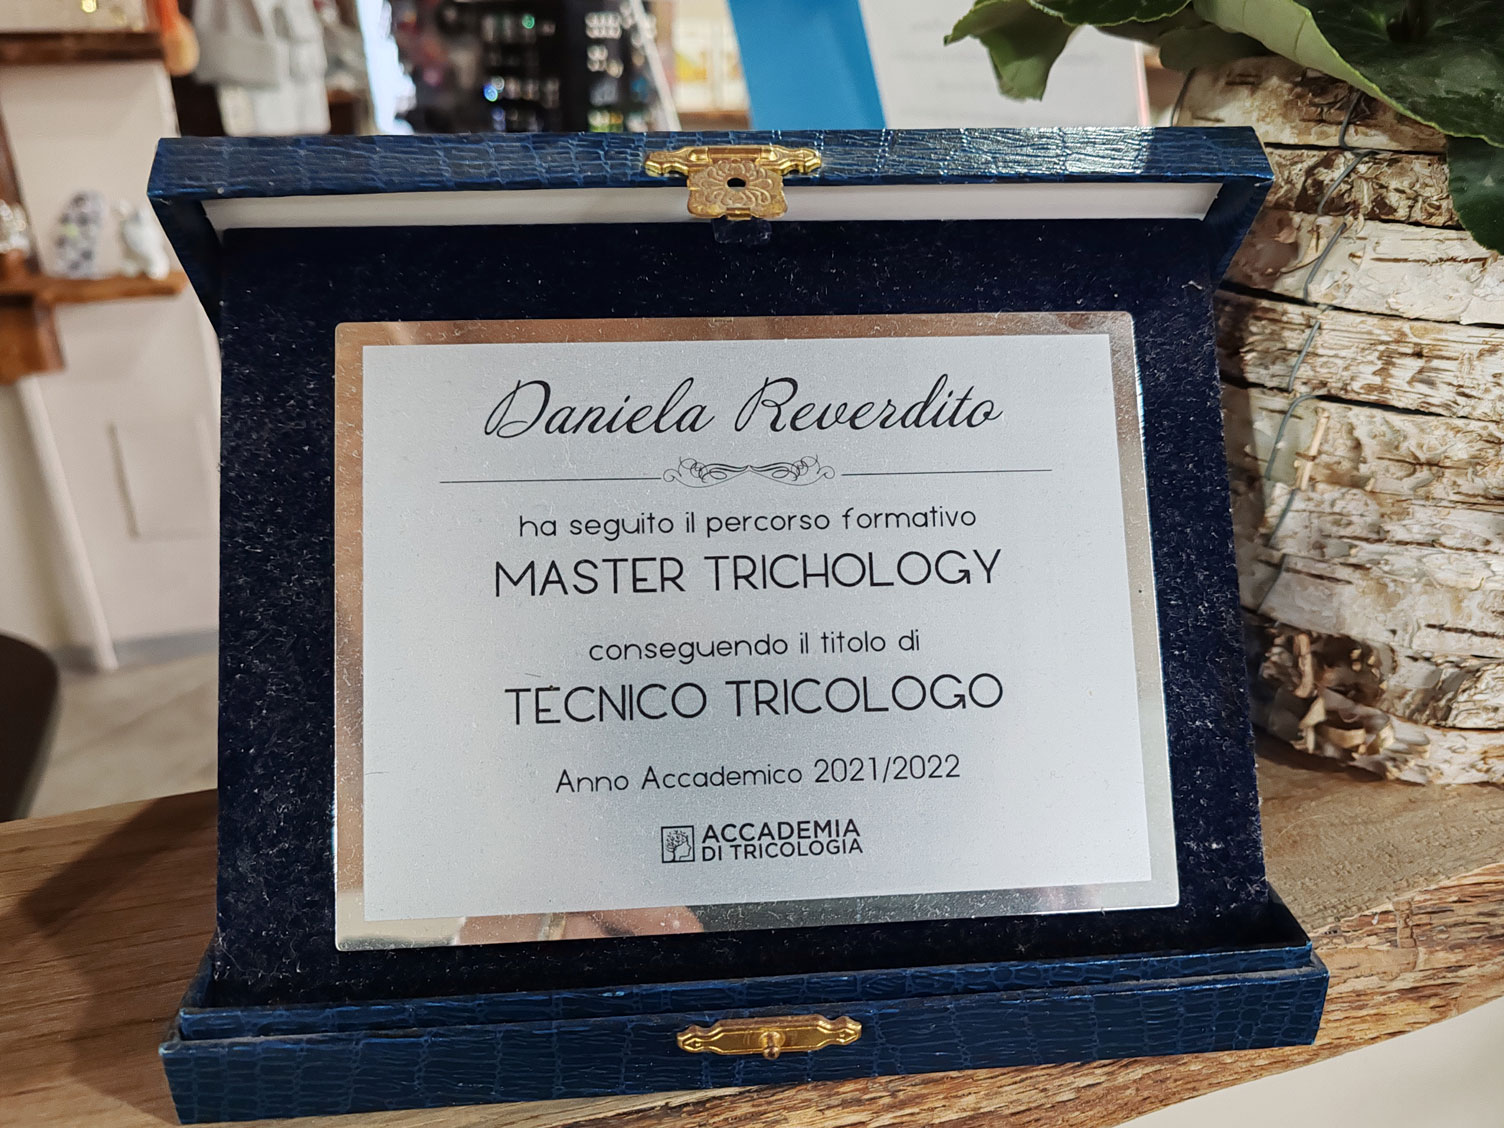 Daniela Reverdito
ha seguito il percorso formativo
MASTER TRICHOLOGY
conseguendo il titolo di
TECNICO TRICOLOGO
Anno Accademico 2021/2022
ACCADEMIA
DI TRICOLOGIA